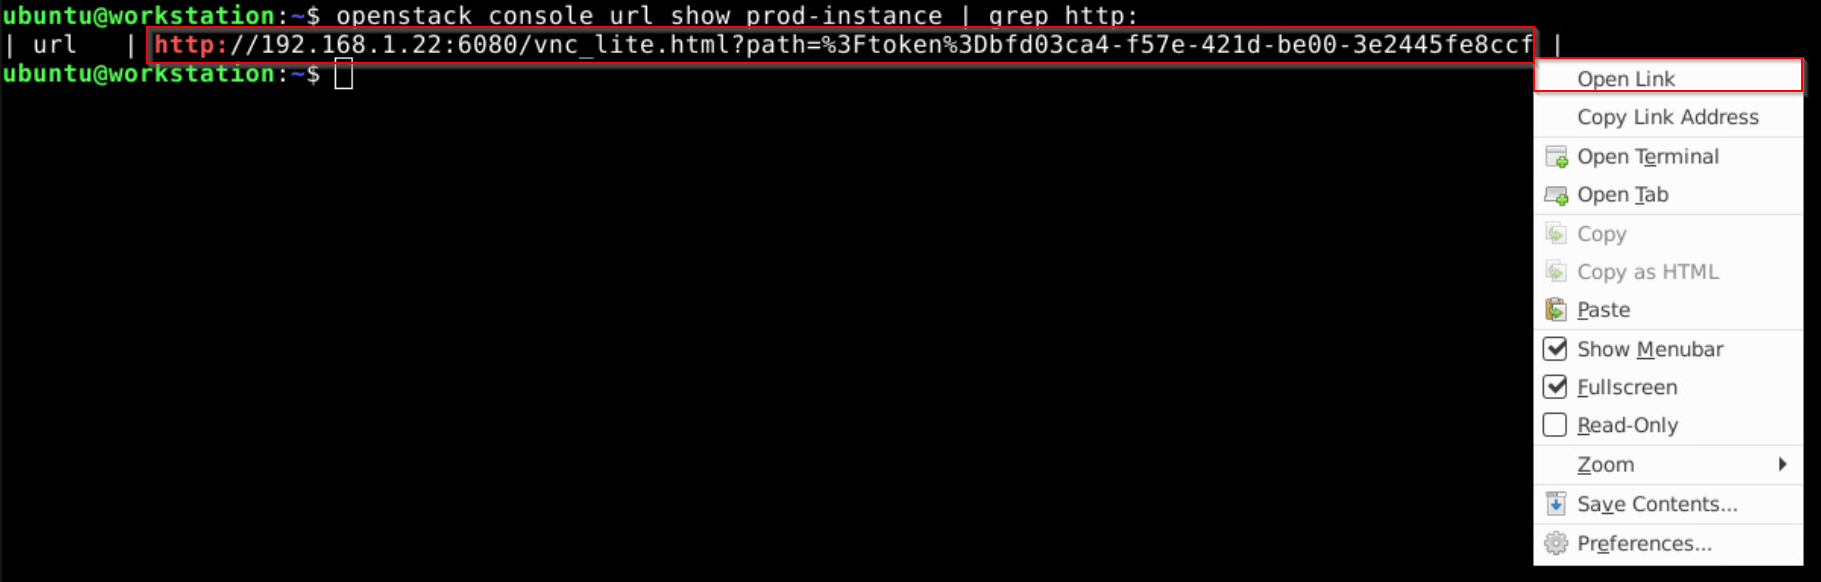 ubuntu@workstation:~$ openstack console url show prod-instance | grep http:
| url   | http://192.168.1.22:6080/vnc_lite.html?path=%3Ftoken%3Dbfd03ca4-f57e-421d-be00-3e2445fe8ccf |
ubuntu@workstation:~$
Open Link
Copy Link Address
Open Terminal
Open Tab
Copy
Copy as HTML
Paste
Show Menubar
Fullscreen
Read-Only
Zoom
Save Contents...
Preferences...